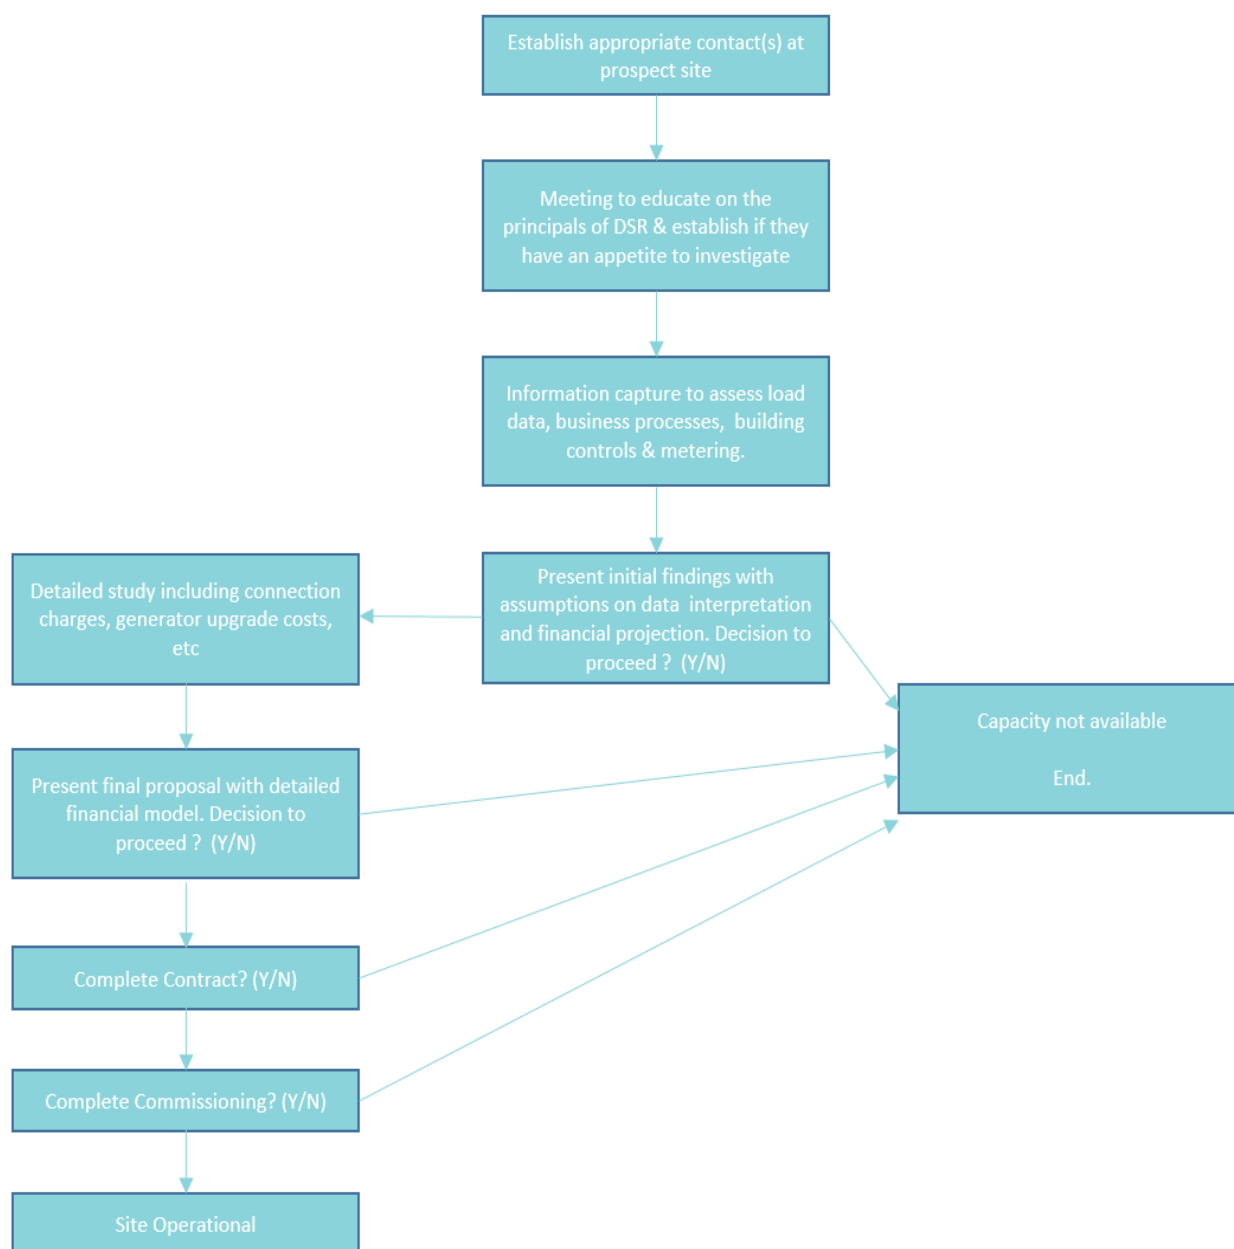 Establish appropriate contact(s) at
prospect site
Meeting to educate on the
principals of DSR & establish if they
have an appetite to investigate
Information capture to assess load
data, business processes,  building
controls & metering.
Present initial findings with
assumptions on data  interpretation
and financial projection. Decision to
proceed ?  (Y/N)
Detailed study including connection
charges, generator upgrade costs,
etc
Capacity not available
End.
Present final proposal with detailed
financial model. Decision to
proceed ?  (Y/N)
Complete Contract? (Y/N)
Complete Commissioning? (Y/N)
Site Operational